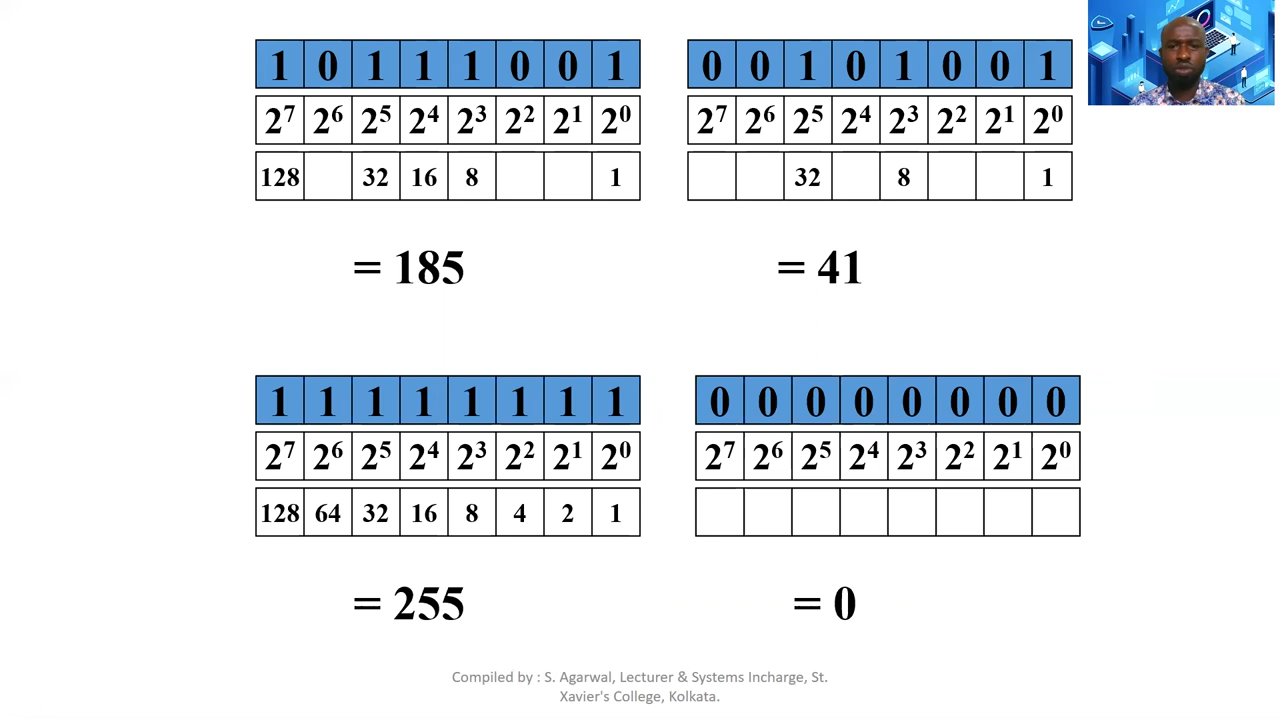 1 0 1 1 1 0 0 1
2⁷ 2⁶ 2⁵ 2⁴ 2³ 2² 2¹ 2⁰
128 32 16 8 1
= 185
0 0 1 0 1 0 0 1
2⁷ 2⁶ 2⁵ 2⁴ 2³ 2² 2¹ 2⁰
32 8 1
= 41
1 1 1 1 1 1 1 1
2⁷ 2⁶ 2⁵ 2⁴ 2³ 2² 2¹ 2⁰
128 64 32 16 8 4 2 1
= 255
0 0 0 0 0 0 0 0
2⁷ 2⁶ 2⁵ 2⁴ 2³ 2² 2¹ 2⁰
= 0
Compiled by : S. Agarwal, Lecturer & Systems Incharge, St.
Xavier's College, Kolkata.